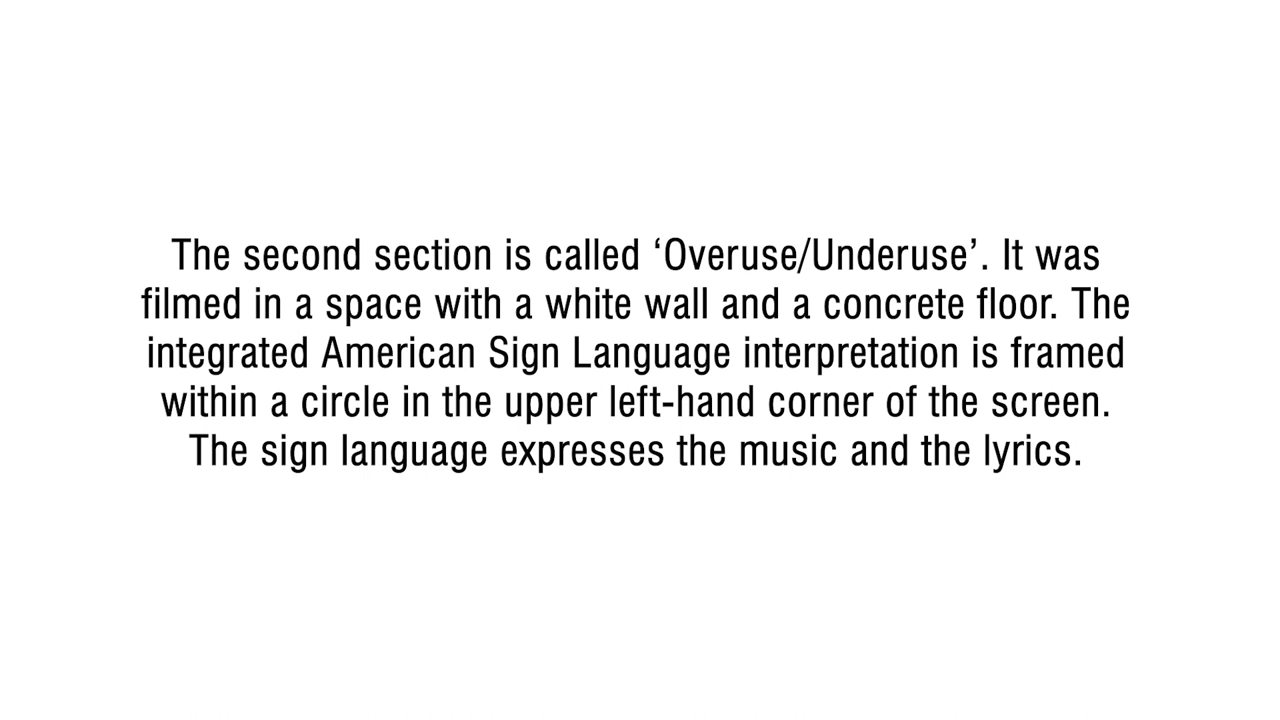 The second section is called ‘Overuse/Underuse’. It was
filmed in a space with a white wall and a concrete floor. The
integrated American Sign Language interpretation is framed
within a circle in the upper left-hand corner of the screen.
The sign language expresses the music and the lyrics.